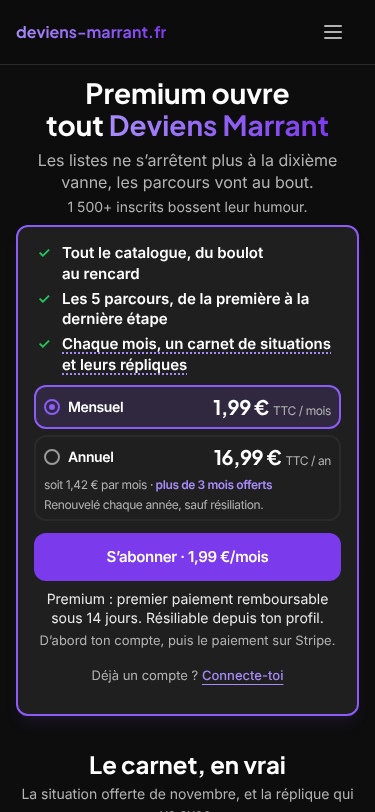 deviens-marrant.fr
Premium ouvre
tout Deviens Marrant
Les listes ne s'arrêtent plus à la dixième
vanne, les parcours vont au bout.
1 500+ inscrits bossent leur humour.
Tout le catalogue, du boulot
au rencard
Les 5 parcours, de la première à la
dernière étape
Chaque mois, un carnet de situations
et leurs répliques
Mensuel 1,99 € TTC / mois
Annuel 16,99 € TTC / an
soit 1,42 € par mois · plus de 3 mois offerts
Renouvelé chaque année, sauf résiliation.
S'abonner · 1,99 €/mois
Premium : premier paiement remboursable
sous 14 jours. Résiliable depuis ton profil.
D'abord ton compte, puis le paiement sur Stripe.
Déjà un compte ? Connecte-toi
Le carnet, en vrai
La situation offerte de novembre, et la réplique qui